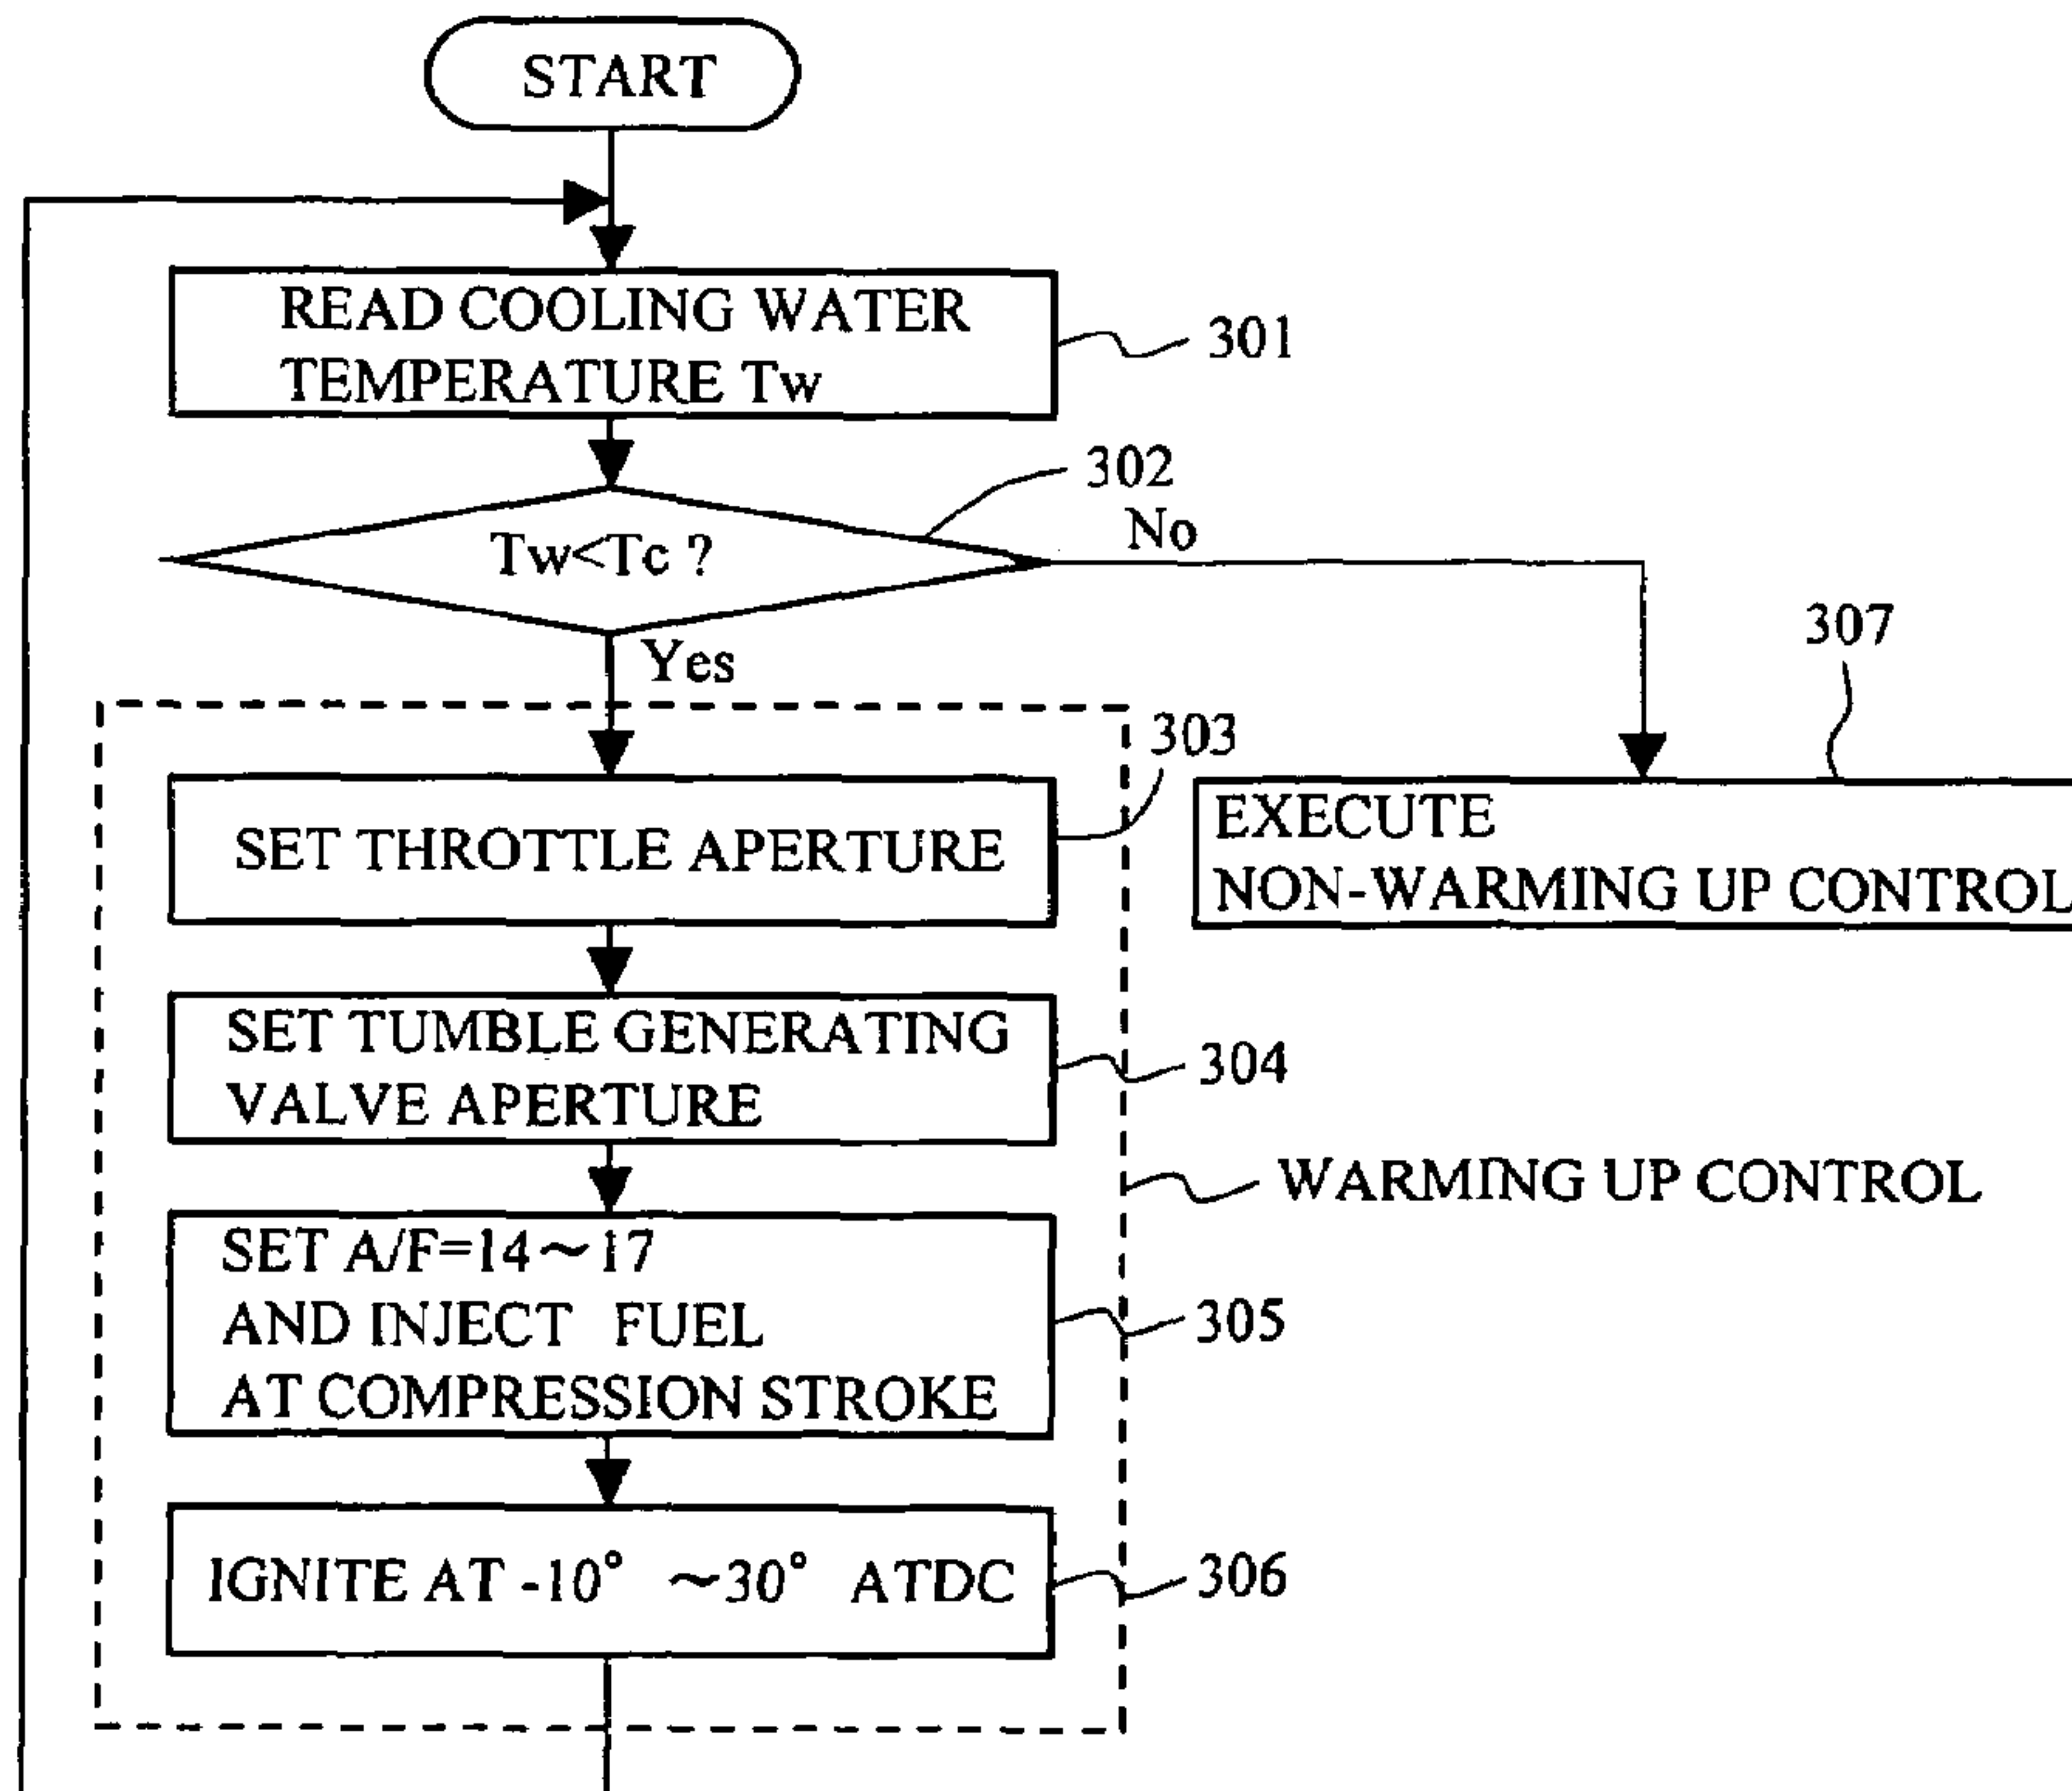 START
READ COOLING WATER
TEMPERATURE Tw
301
302
Tw<Tc ?
No
Yes
307
303
SET THROTTLE APERTURE
EXECUTE
NON-WARMING UP CONTROL
SET TUMBLE GENERATING
VALVE APERTURE
304
WARMING UP CONTROL
SET A/F=14~17
AND INJECT FUEL
AT COMPRESSION STROKE
305
IGNITE AT -10° ~30° ATDC
306